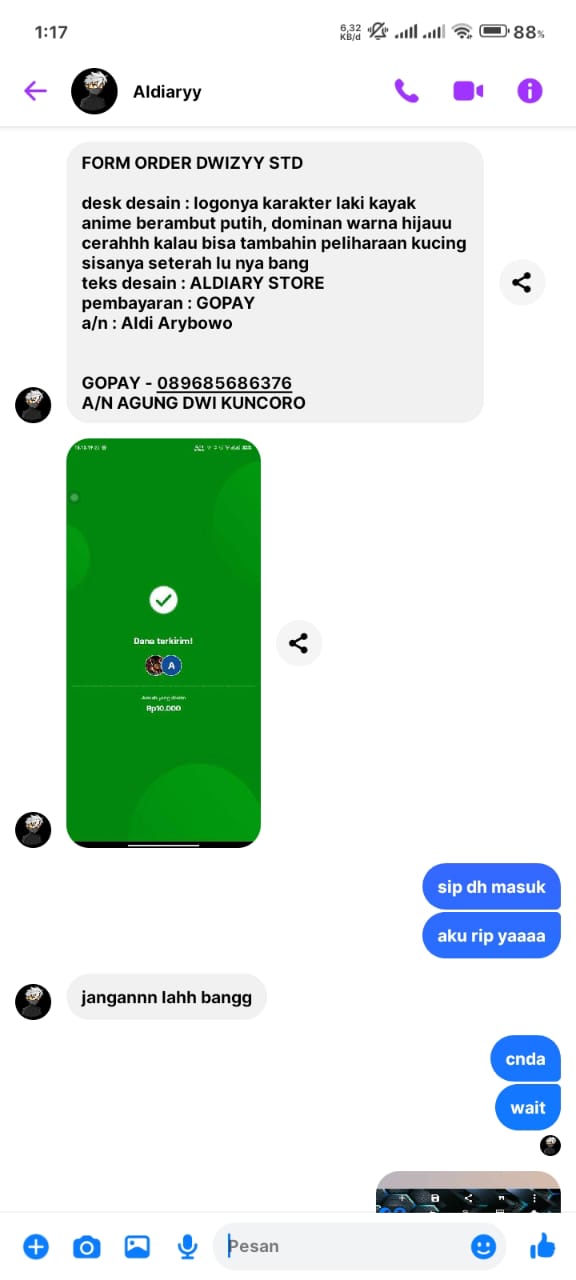 1:17
6,32
KB/d
88%
Aldiaryy
FORM ORDER DWIZYY STD
desk desain : logonya karakter laki kayak
anime berambut putih, dominan warna hijauu
cerahhh kalau bisa tambahin peliharaan kucing
sisanya seterah lu nya bang
teks desain : ALDIARY STORE
pembayaran : GOPAY
a/n : Aldi Arybowo
GOPAY - 089685686376
A/N AGUNG DWI KUNCORO
Dana terkirim!
A
Rp10.000
sip dh masuk
aku rip yaaaa
jangannn lahh bangg
cnda
wait
Pesan